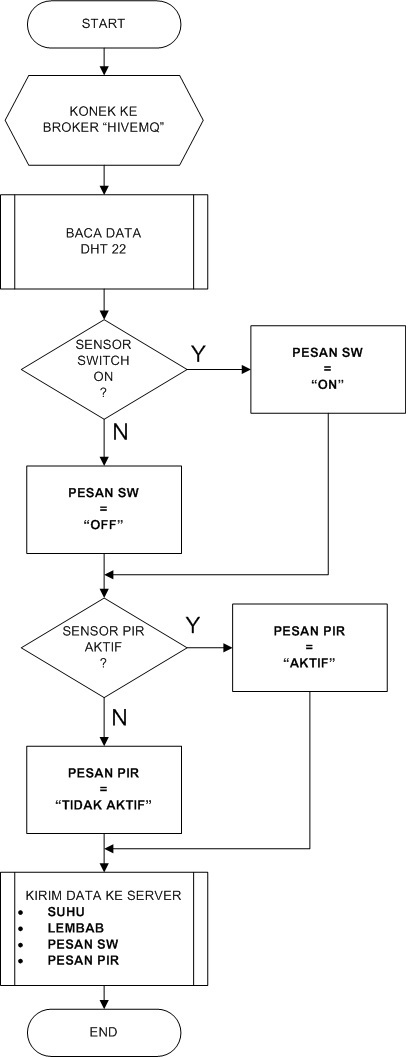 START
KONEK KE
BROKER “HIVEMQ”
BACA DATA
DHT 22
SENSOR
SWITCH
ON
?
Y
PESAN SW
=
“ON”
N
PESAN SW
=
“OFF”
SENSOR PIR
AKTIF
?
Y
PESAN PIR
=
“AKTIF”
N
PESAN PIR
=
“TIDAK AKTIF”
KIRIM DATA KE SERVER
• SUHU
• LEMBAB
• PESAN SW
• PESAN PIR
END